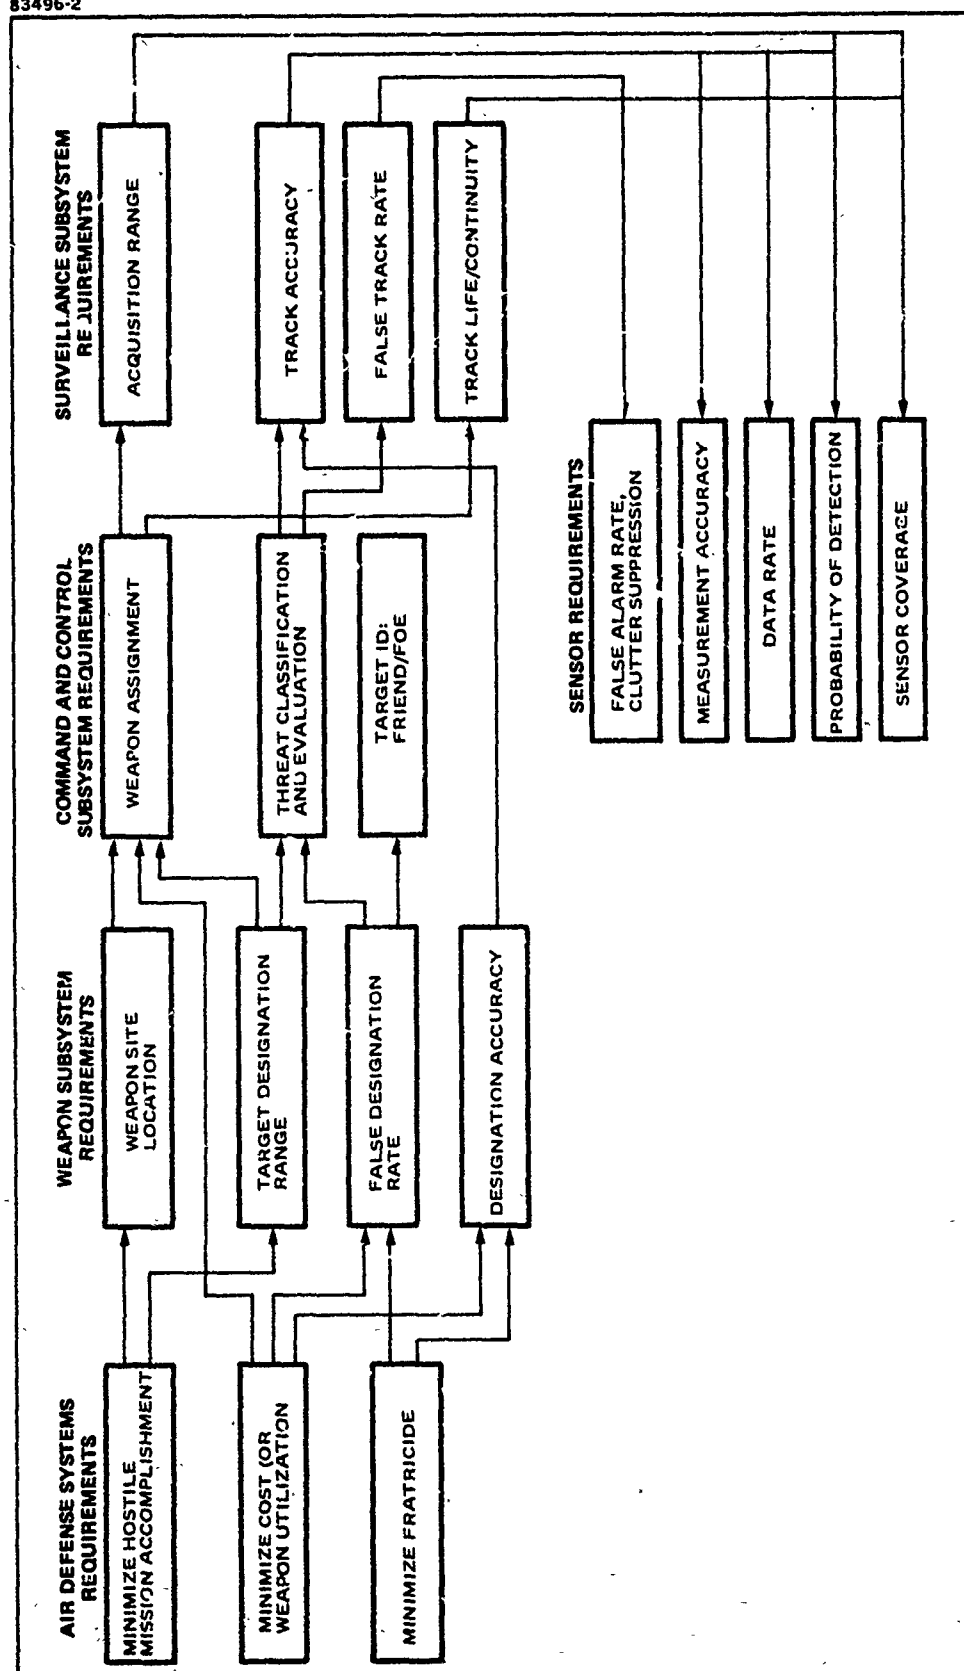 83496-2
AIR DEFENSE SYSTEMS
REQUIREMENTS
MINIMIZE HOSTILE
MISSION ACCOMPLISHMENT
MINIMIZE COST (OR
WEAPON UTILIZATION
MINIMIZE FRATRICIDE
WEAPON SUBSYSTEM
REQUIREMENTS
WEAPON SITE
LOCATION
TARGET DESIGNATION
RANGE
FALSE DESIGNATION
RATE
DESIGNATION ACCURACY
COMMAND AND CONTROL
SUBSYSTEM REQUIREMENTS
WEAPON ASSIGNMENT
THREAT CLASSIFICATION
AND EVALUATION
TARGET ID:
FRIEND/FOE
SURVEILLANCE SUBSYSTEM
REQUIREMENTS
ACQUISITION RANGE
TRACK ACCURACY
FALSE TRACK RATE
TRACK LIFE/CONTINUITY
SENSOR REQUIREMENTS
FALSE ALARM RATE,
CLUTTER SUPPRESSION
MEASUREMENT ACCURACY
DATA RATE
PROBABILITY OF DETECTION
SENSOR COVERAGE